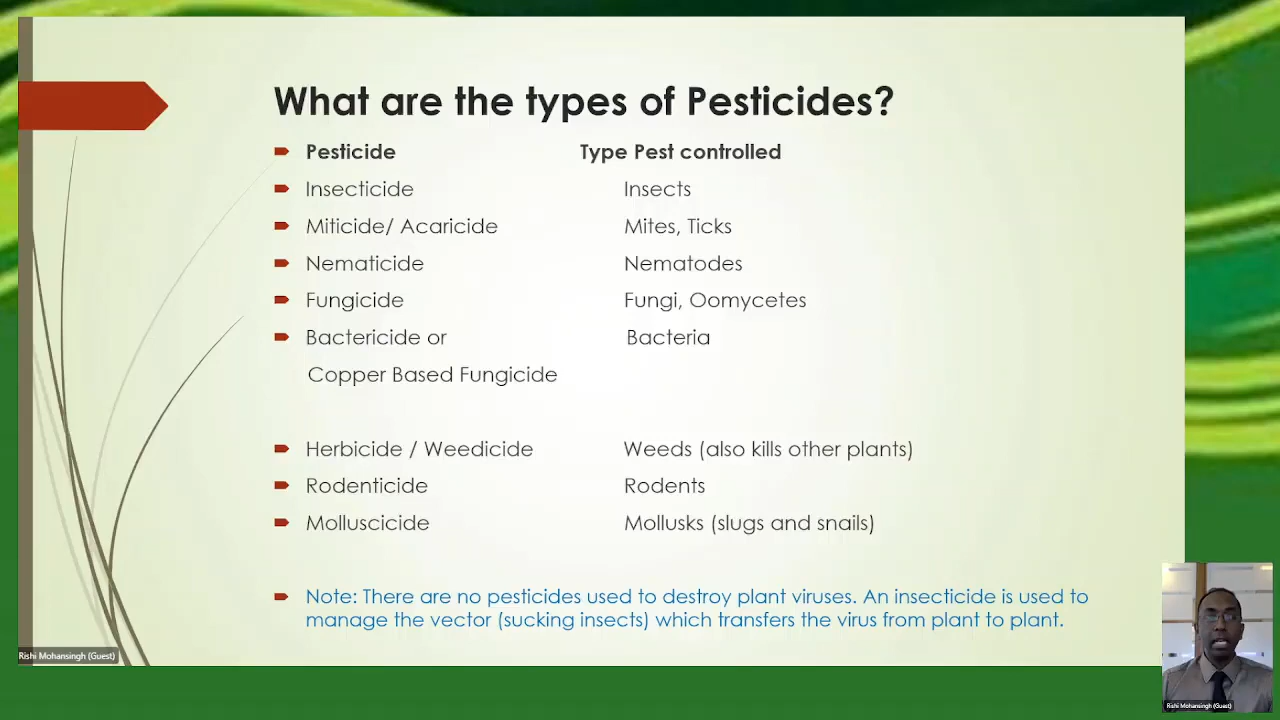 What are the types of Pesticides?
Pesticide Type Pest controlled
Insecticide Insects
Miticide/ Acaricide Mites, Ticks
Nematicide Nematodes
Fungicide Fungi, Oomycetes
Bactericide or Bacteria
Copper Based Fungicide
Herbicide / Weedicide Weeds (also kills other plants)
Rodenticide Rodents
Molluscicide Mollusks (slugs and snails)
Note: There are no pesticides used to destroy plant viruses. An insecticide is used to
manage the vector (sucking insects) which transfers the virus from plant to plant.
Rishi Mohansingh (Guest)
Rishi Mohansingh (Guest)